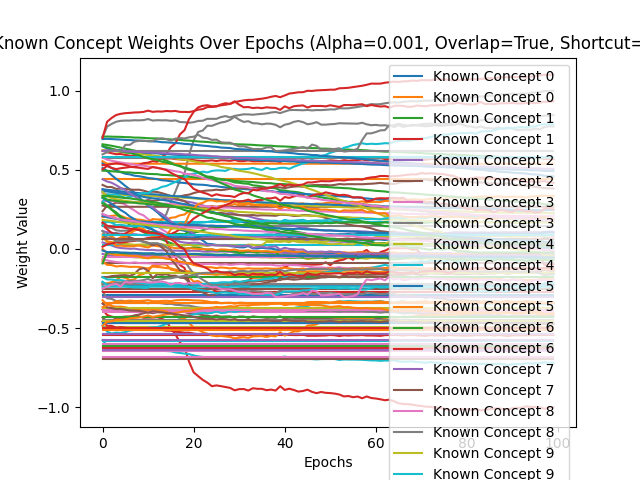 Known Concept Weights Over Epochs (Alpha=0.001, Overlap=True, Shortcut=
Weight Value
1.0
0.5
0.0
−0.5
−1.0
0
20
40
60
80
100
Epochs
Known Concept 0
Known Concept 0
Known Concept 1
Known Concept 1
Known Concept 2
Known Concept 2
Known Concept 3
Known Concept 3
Known Concept 4
Known Concept 4
Known Concept 5
Known Concept 5
Known Concept 6
Known Concept 6
Known Concept 7
Known Concept 7
Known Concept 8
Known Concept 8
Known Concept 9
Known Concept 9